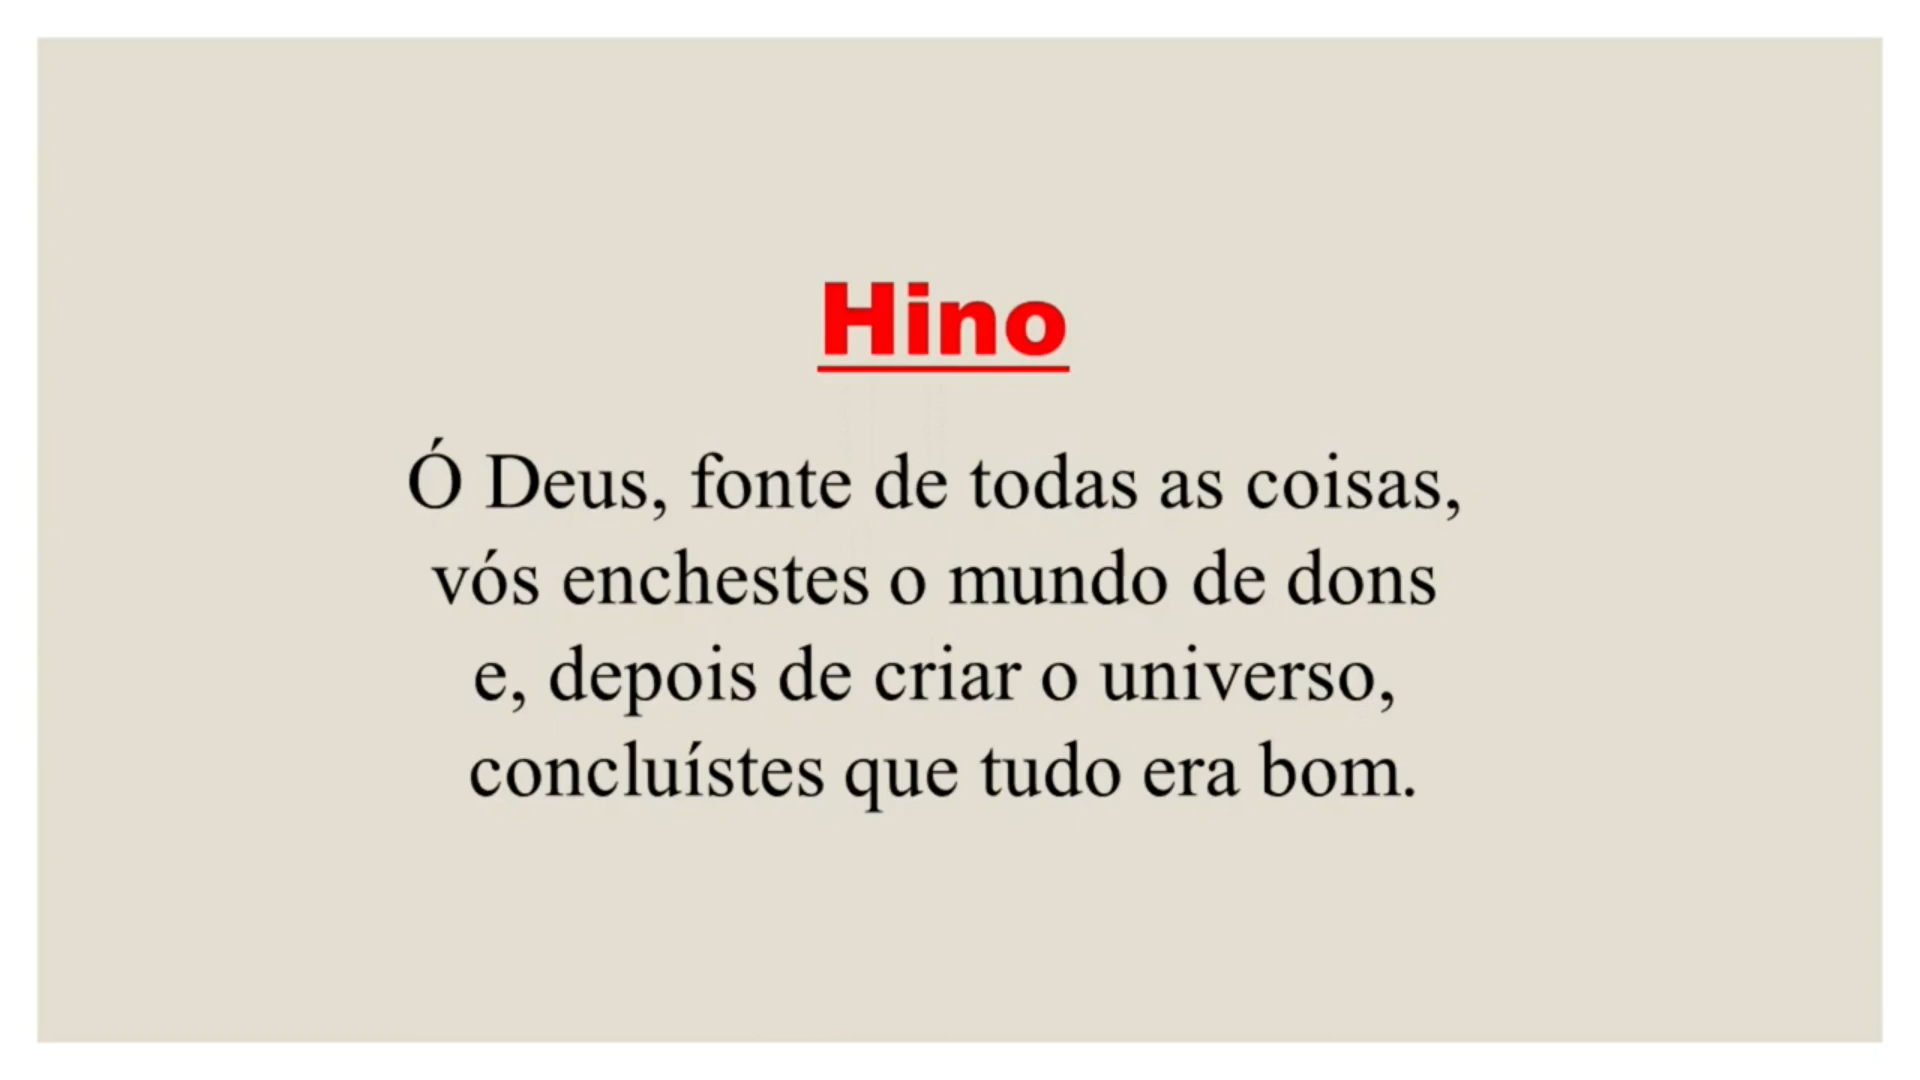 Hino
Ó Deus, fonte de todas as coisas,
vós enchestes o mundo de dons
e, depois de criar o universo,
concluístes que tudo era bom.